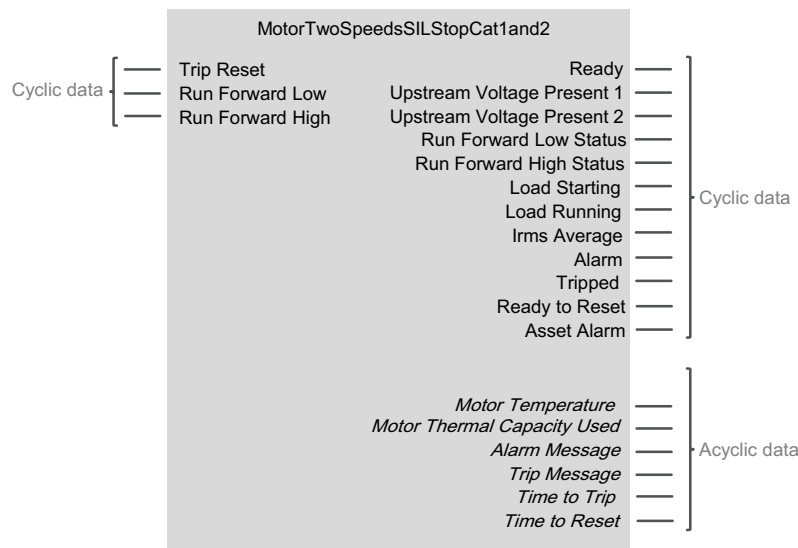 MotorTwoSpeedsSILStopCat1and2
Cyclic data
Trip Reset
Run Forward Low
Run Forward High
Ready
Upstream Voltage Present 1
Upstream Voltage Present 2
Run Forward Low Status
Run Forward High Status
Load Starting
Load Running
Irms Average
Alarm
Tripped
Ready to Reset
Asset Alarm
Cyclic data
Motor Temperature
Motor Thermal Capacity Used
Alarm Message
Trip Message
Time to Trip
Time to Reset
Acyclic data